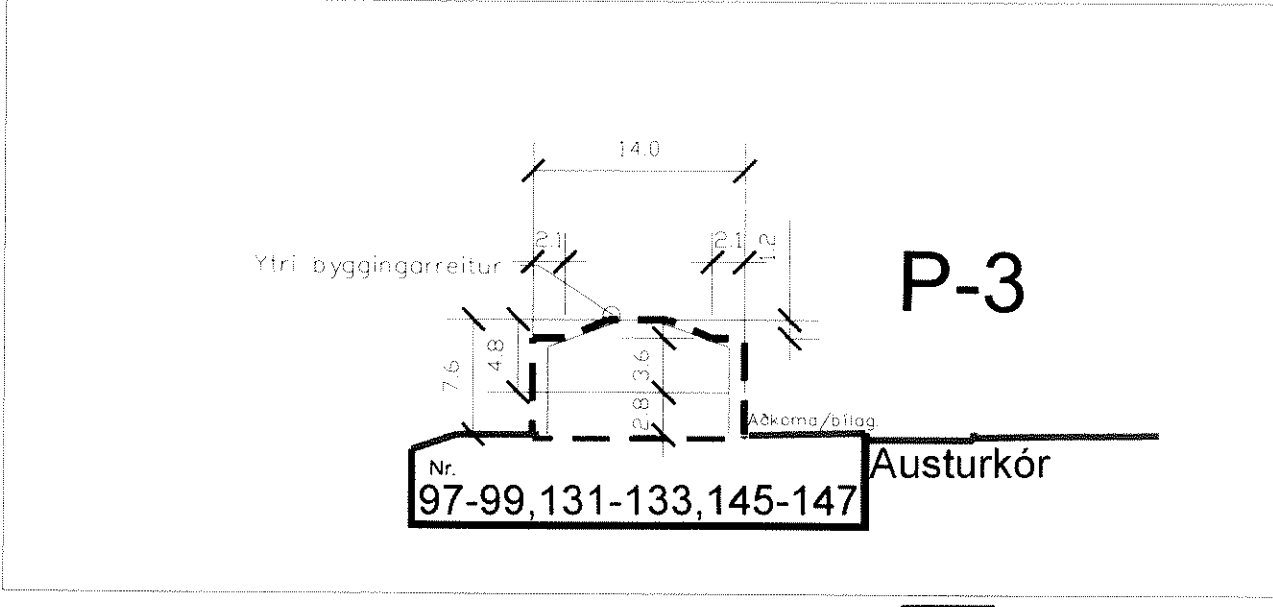 14.0
2.1
2.1
1.2
Ytri byggingarreitur
P-3
7.6
4.8
3.6
2.8
Aðkoma/bílag.
Austurkór
Nr.
97-99,131-133,145-147